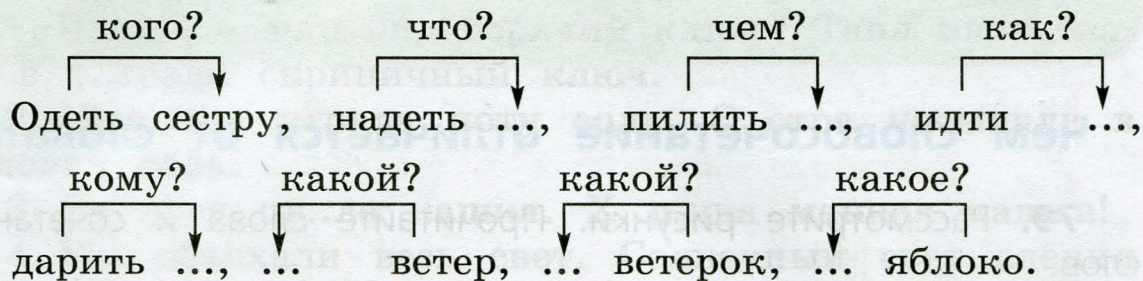 кого? что? чем? как?
Одеть сестру, надеть ..., пилить ..., идти ...,
кому? какой? какой? какое?
дарить ..., ... ветер, ... ветерок, ... яблоко.